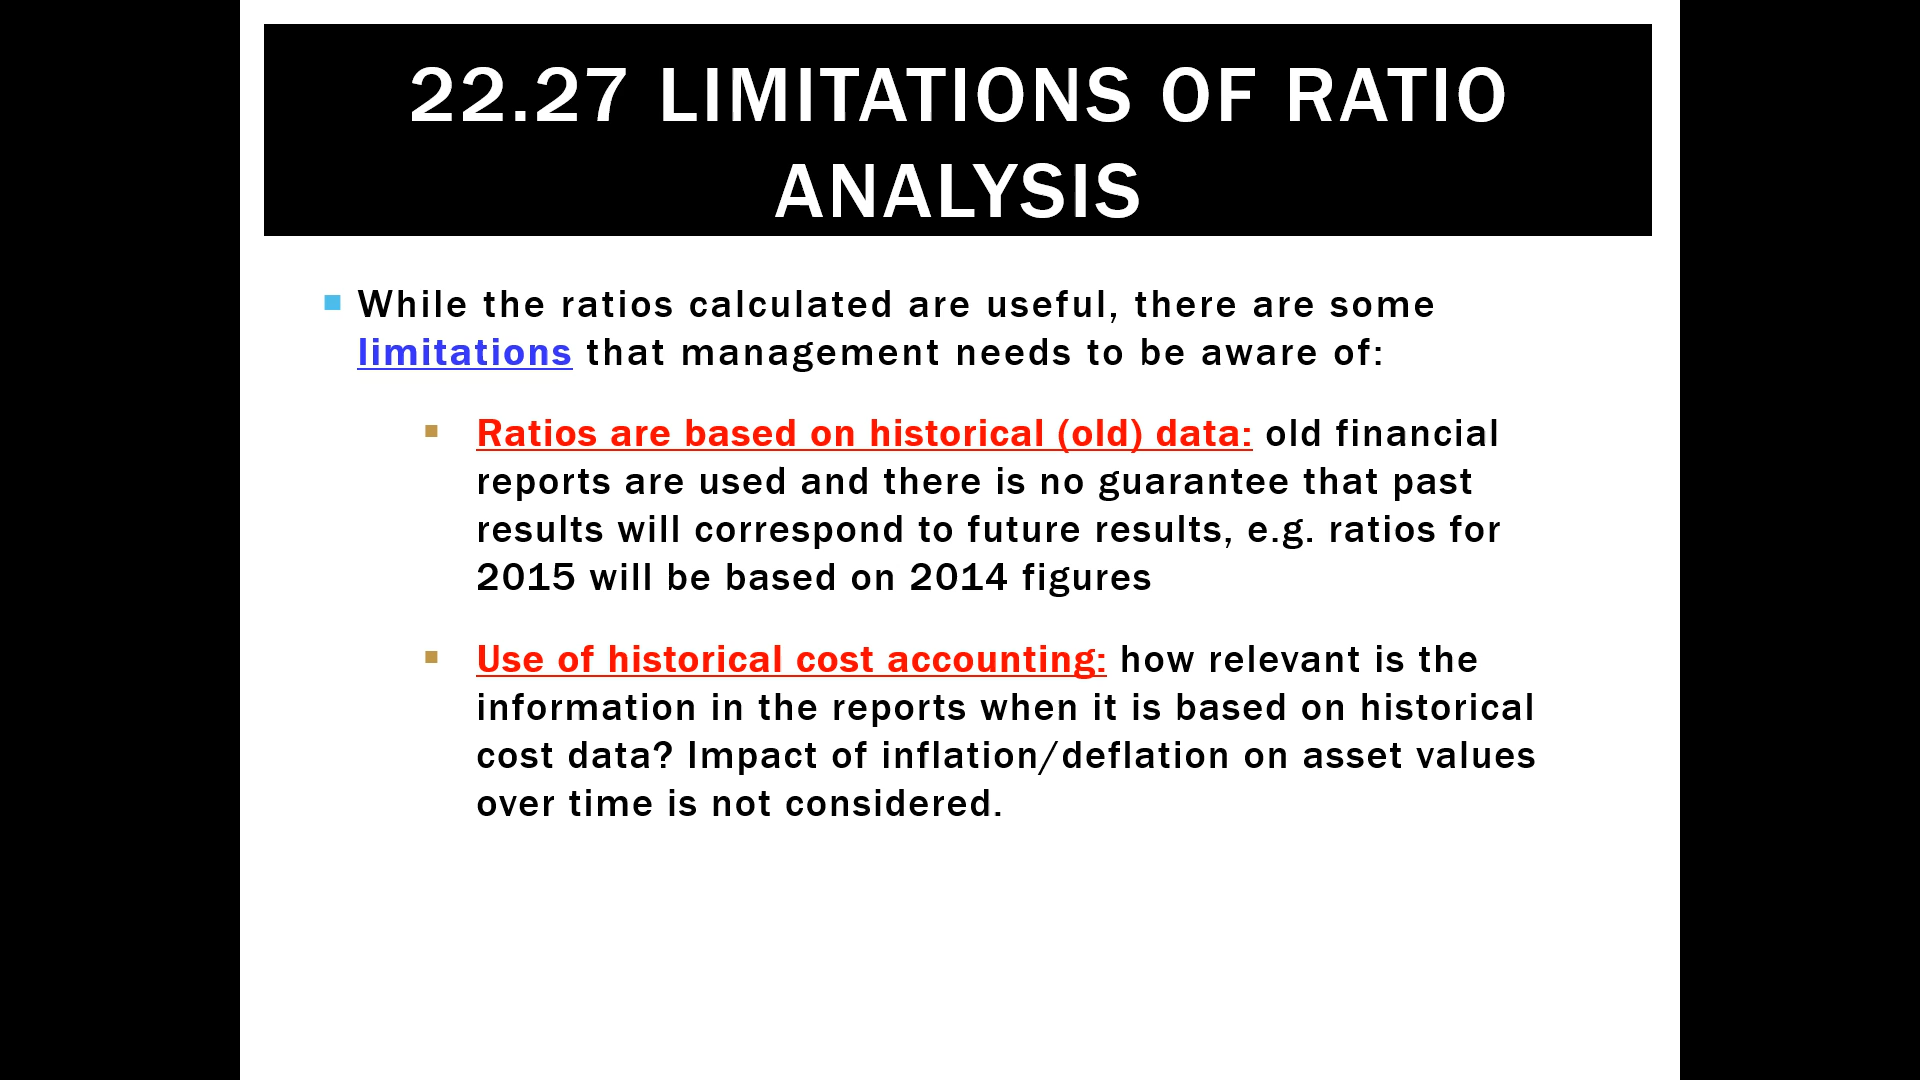 22.27 LIMITATIONS OF RATIO
ANALYSIS
While the ratios calculated are useful, there are some
limitations that management needs to be aware of:
Ratios are based on historical (old) data: old financial
reports are used and there is no guarantee that past
results will correspond to future results, e.g. ratios for
2015 will be based on 2014 figures
Use of historical cost accounting: how relevant is the
information in the reports when it is based on historical
cost data? Impact of inflation/deflation on asset values
over time is not considered.